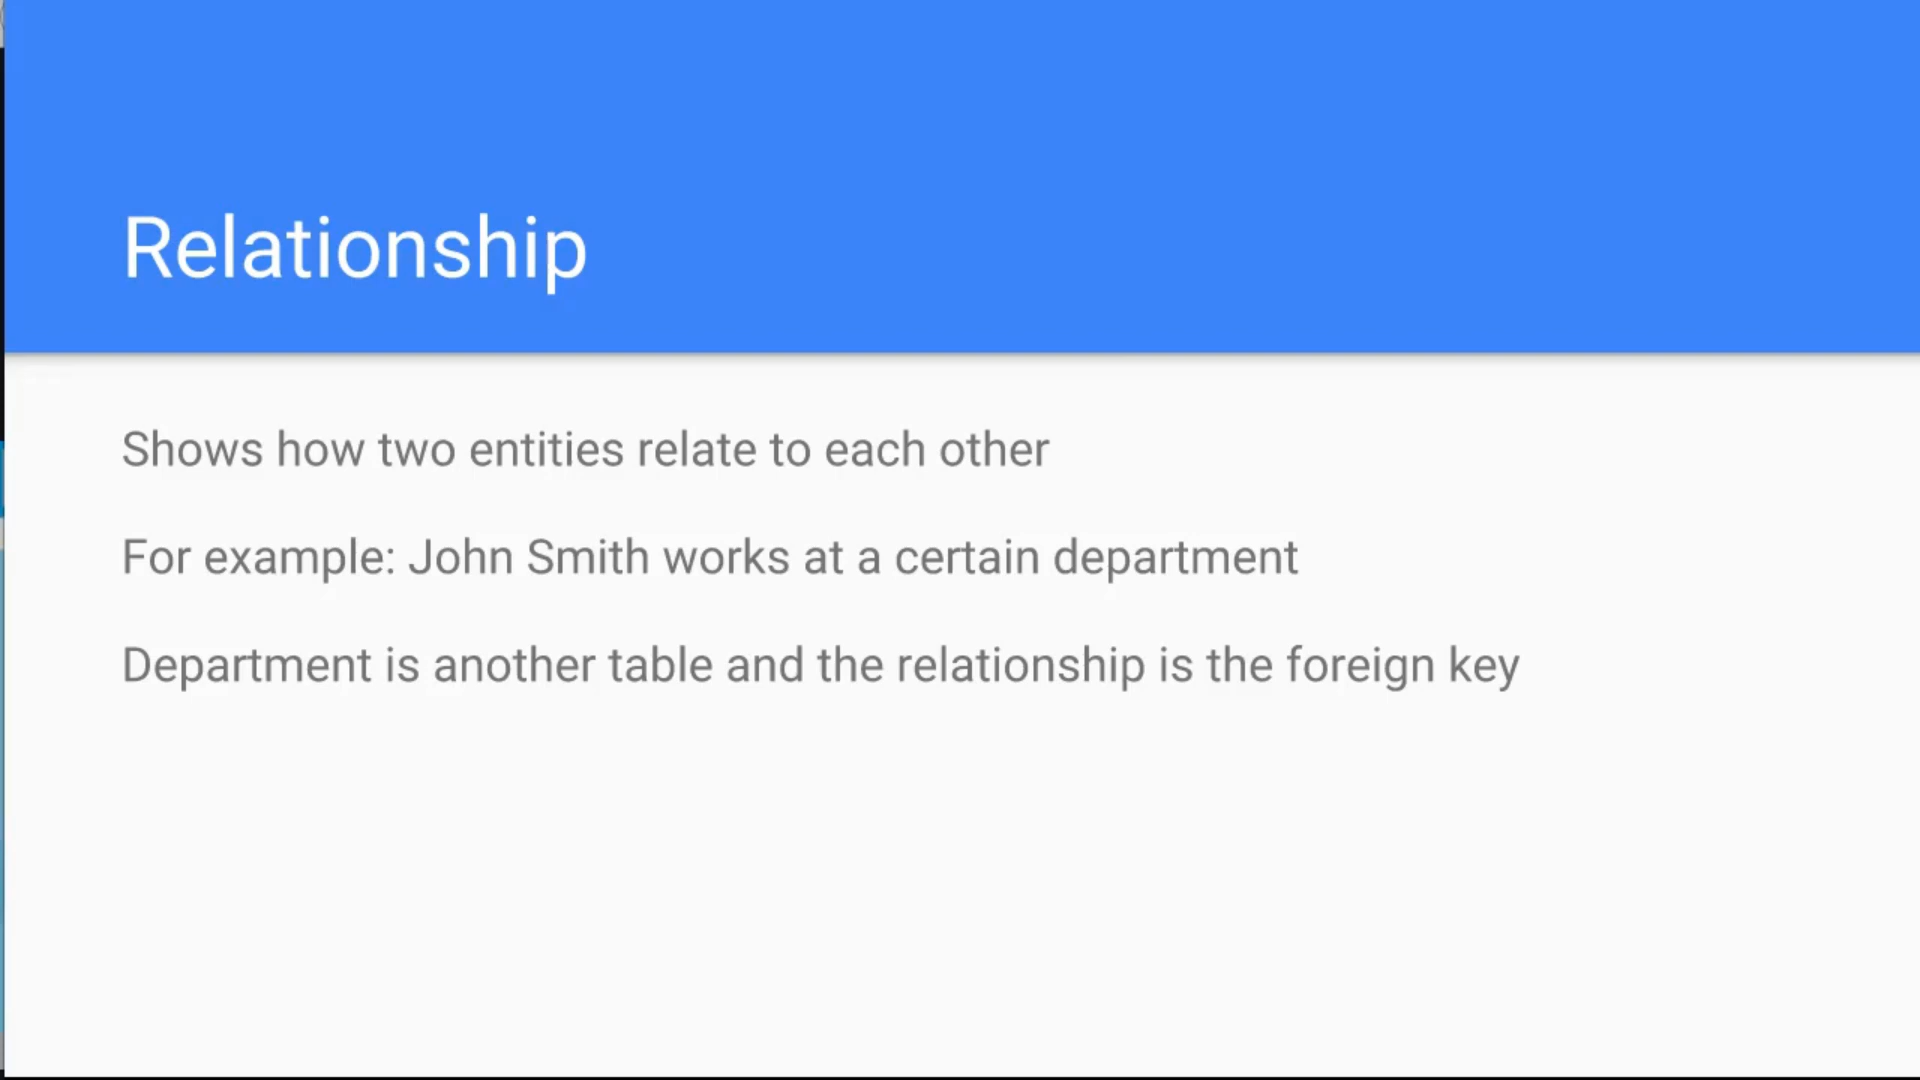 Relationship
Shows how two entities relate to each other
For example: John Smith works at a certain department
Department is another table and the relationship is the foreign key